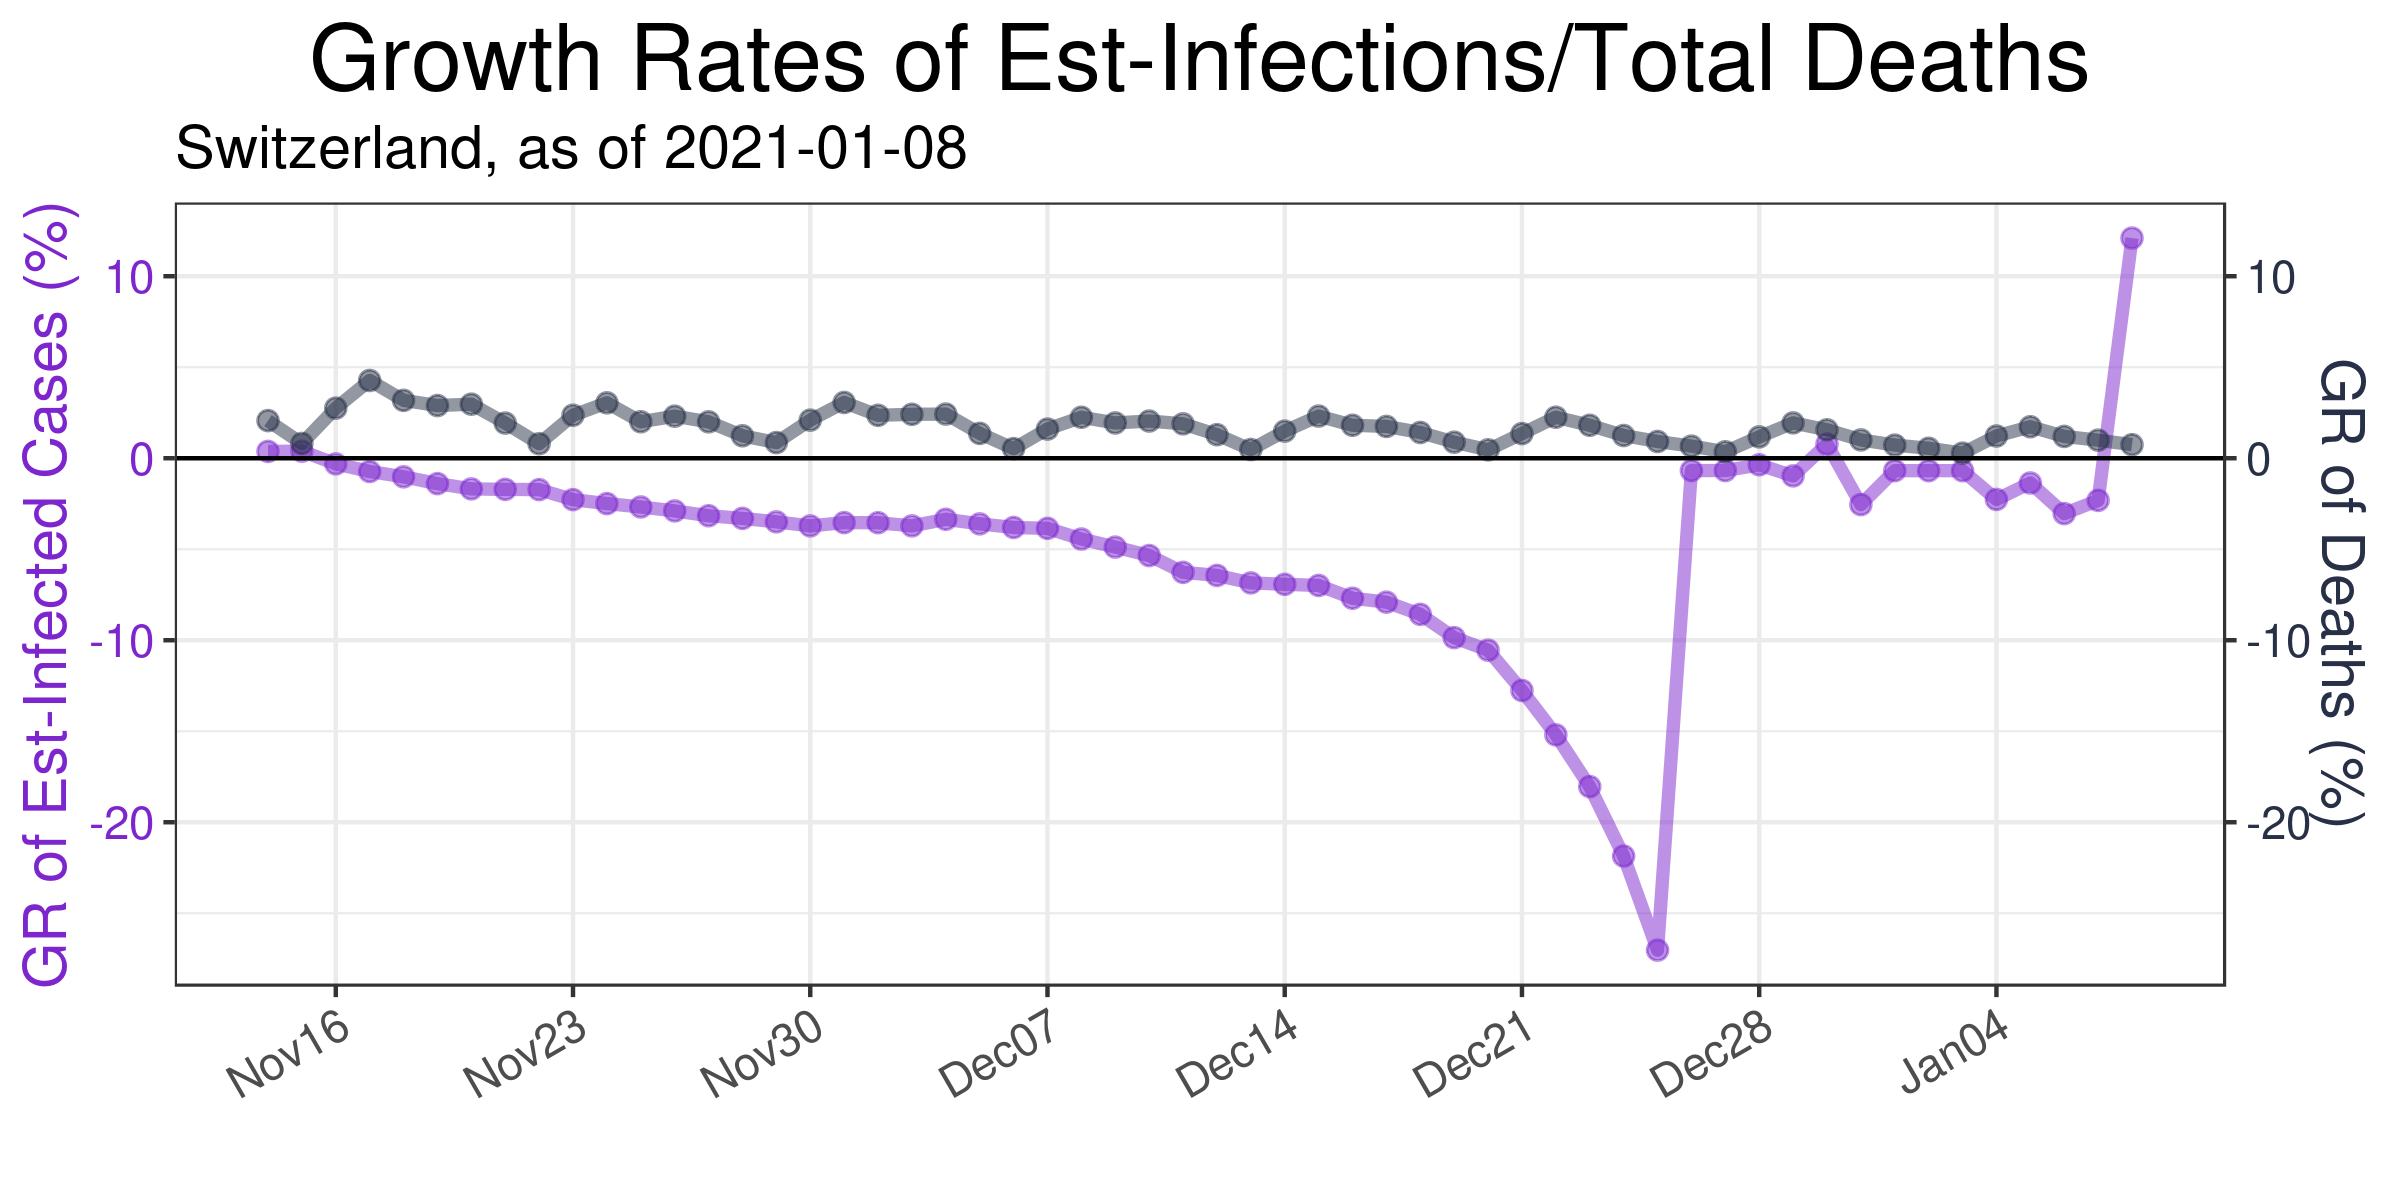 Growth Rates of Est-Infections/Total Deaths
Switzerland, as of 2021-01-08
GR of Est-Infected Cases (%)
10
0
-10
-20
10
0
-10
-20
GR of Deaths (%)
Nov16
Nov23
Nov30
Dec07
Dec14
Dec21
Dec28
Jan04